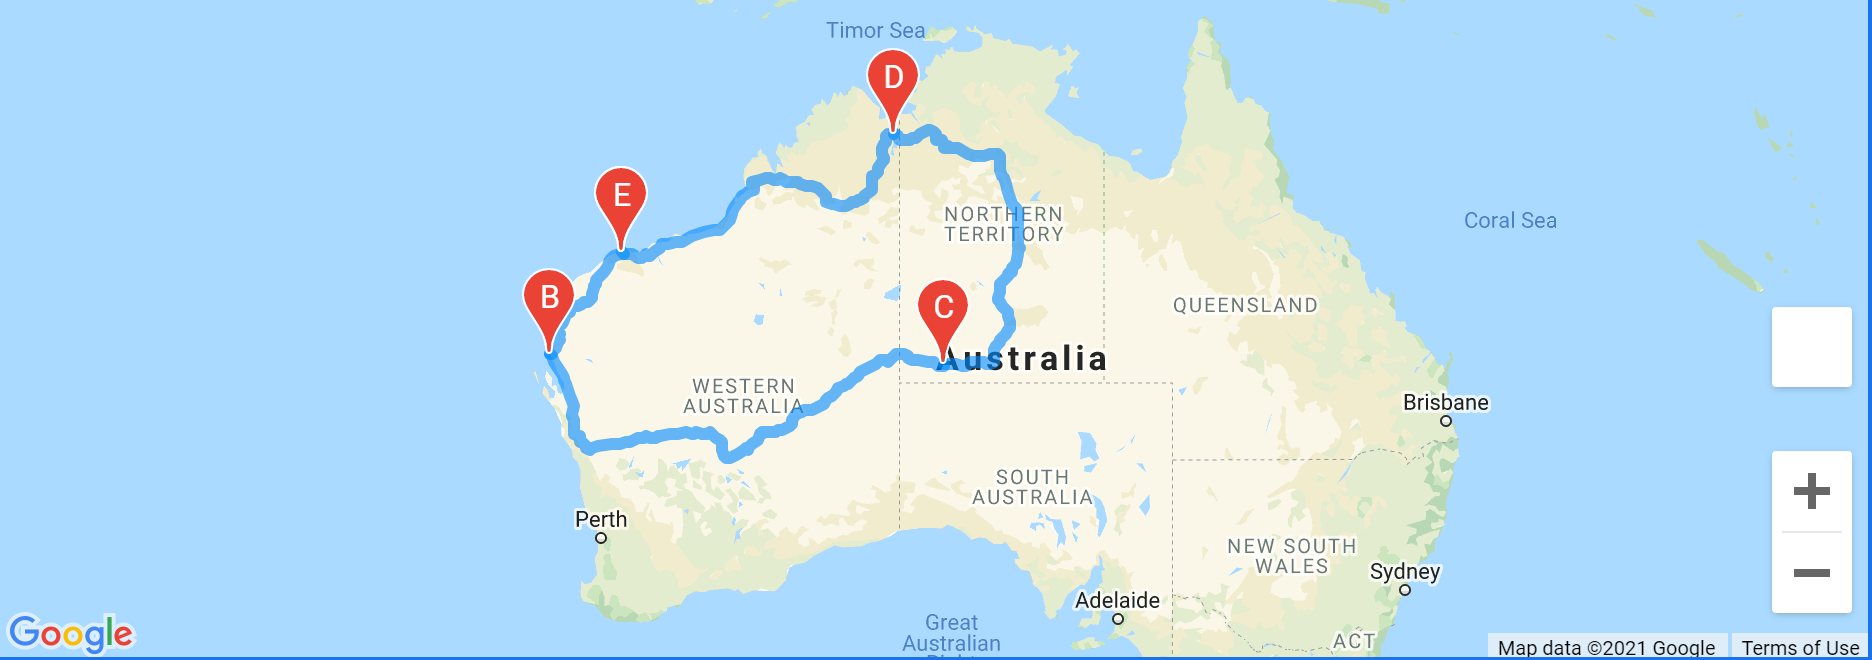 Timor Sea
D
E
NORTHERN
TERRITORY
Coral Sea
B
C
QUEENSLAND
Australia
WESTERN
AUSTRALIA
Brisbane
SOUTH
AUSTRALIA
Perth
NEW SOUTH
WALES
Sydney
Adelaide
Great
Australian
ACT
Google
Map data ©2021 Google
Terms of Use